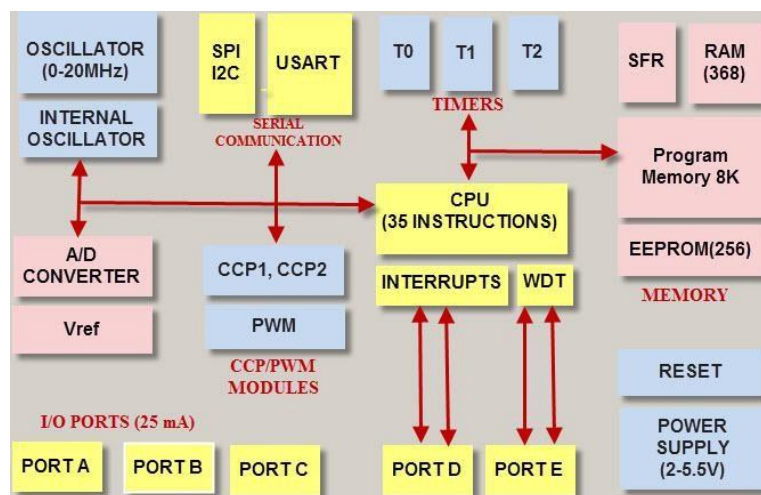 OSCILLATOR
(0-20MHz)
INTERNAL
OSCILLATOR
SPI
I2C
USART
SERIAL
COMMUNICATION
T0
T1
T2
TIMERS
SFR
RAM
(368)
Program
Memory 8K
EEPROM(256)
MEMORY
CPU
(35 INSTRUCTIONS)
A/D
CONVERTER
Vref
CCP1, CCP2
PWM
CCP/PWM
MODULES
INTERRUPTS
WDT
RESET
POWER
SUPPLY
(2-5.5V)
I/O PORTS (25 mA)
PORT A
PORT B
PORT C
PORT D
PORT E